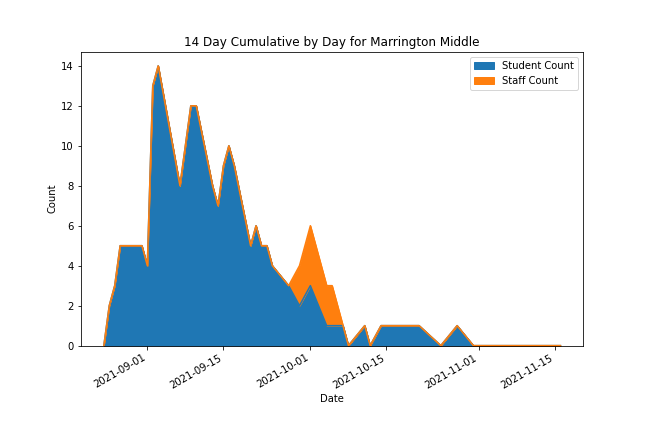 14 Day Cumulative by Day for Marrington Middle
Student Count
Staff Count
14
12
10
8
6
4
2
0
Count
2021-09-01
2021-09-15
2021-10-01
2021-10-15
2021-11-01
2021-11-15
Date